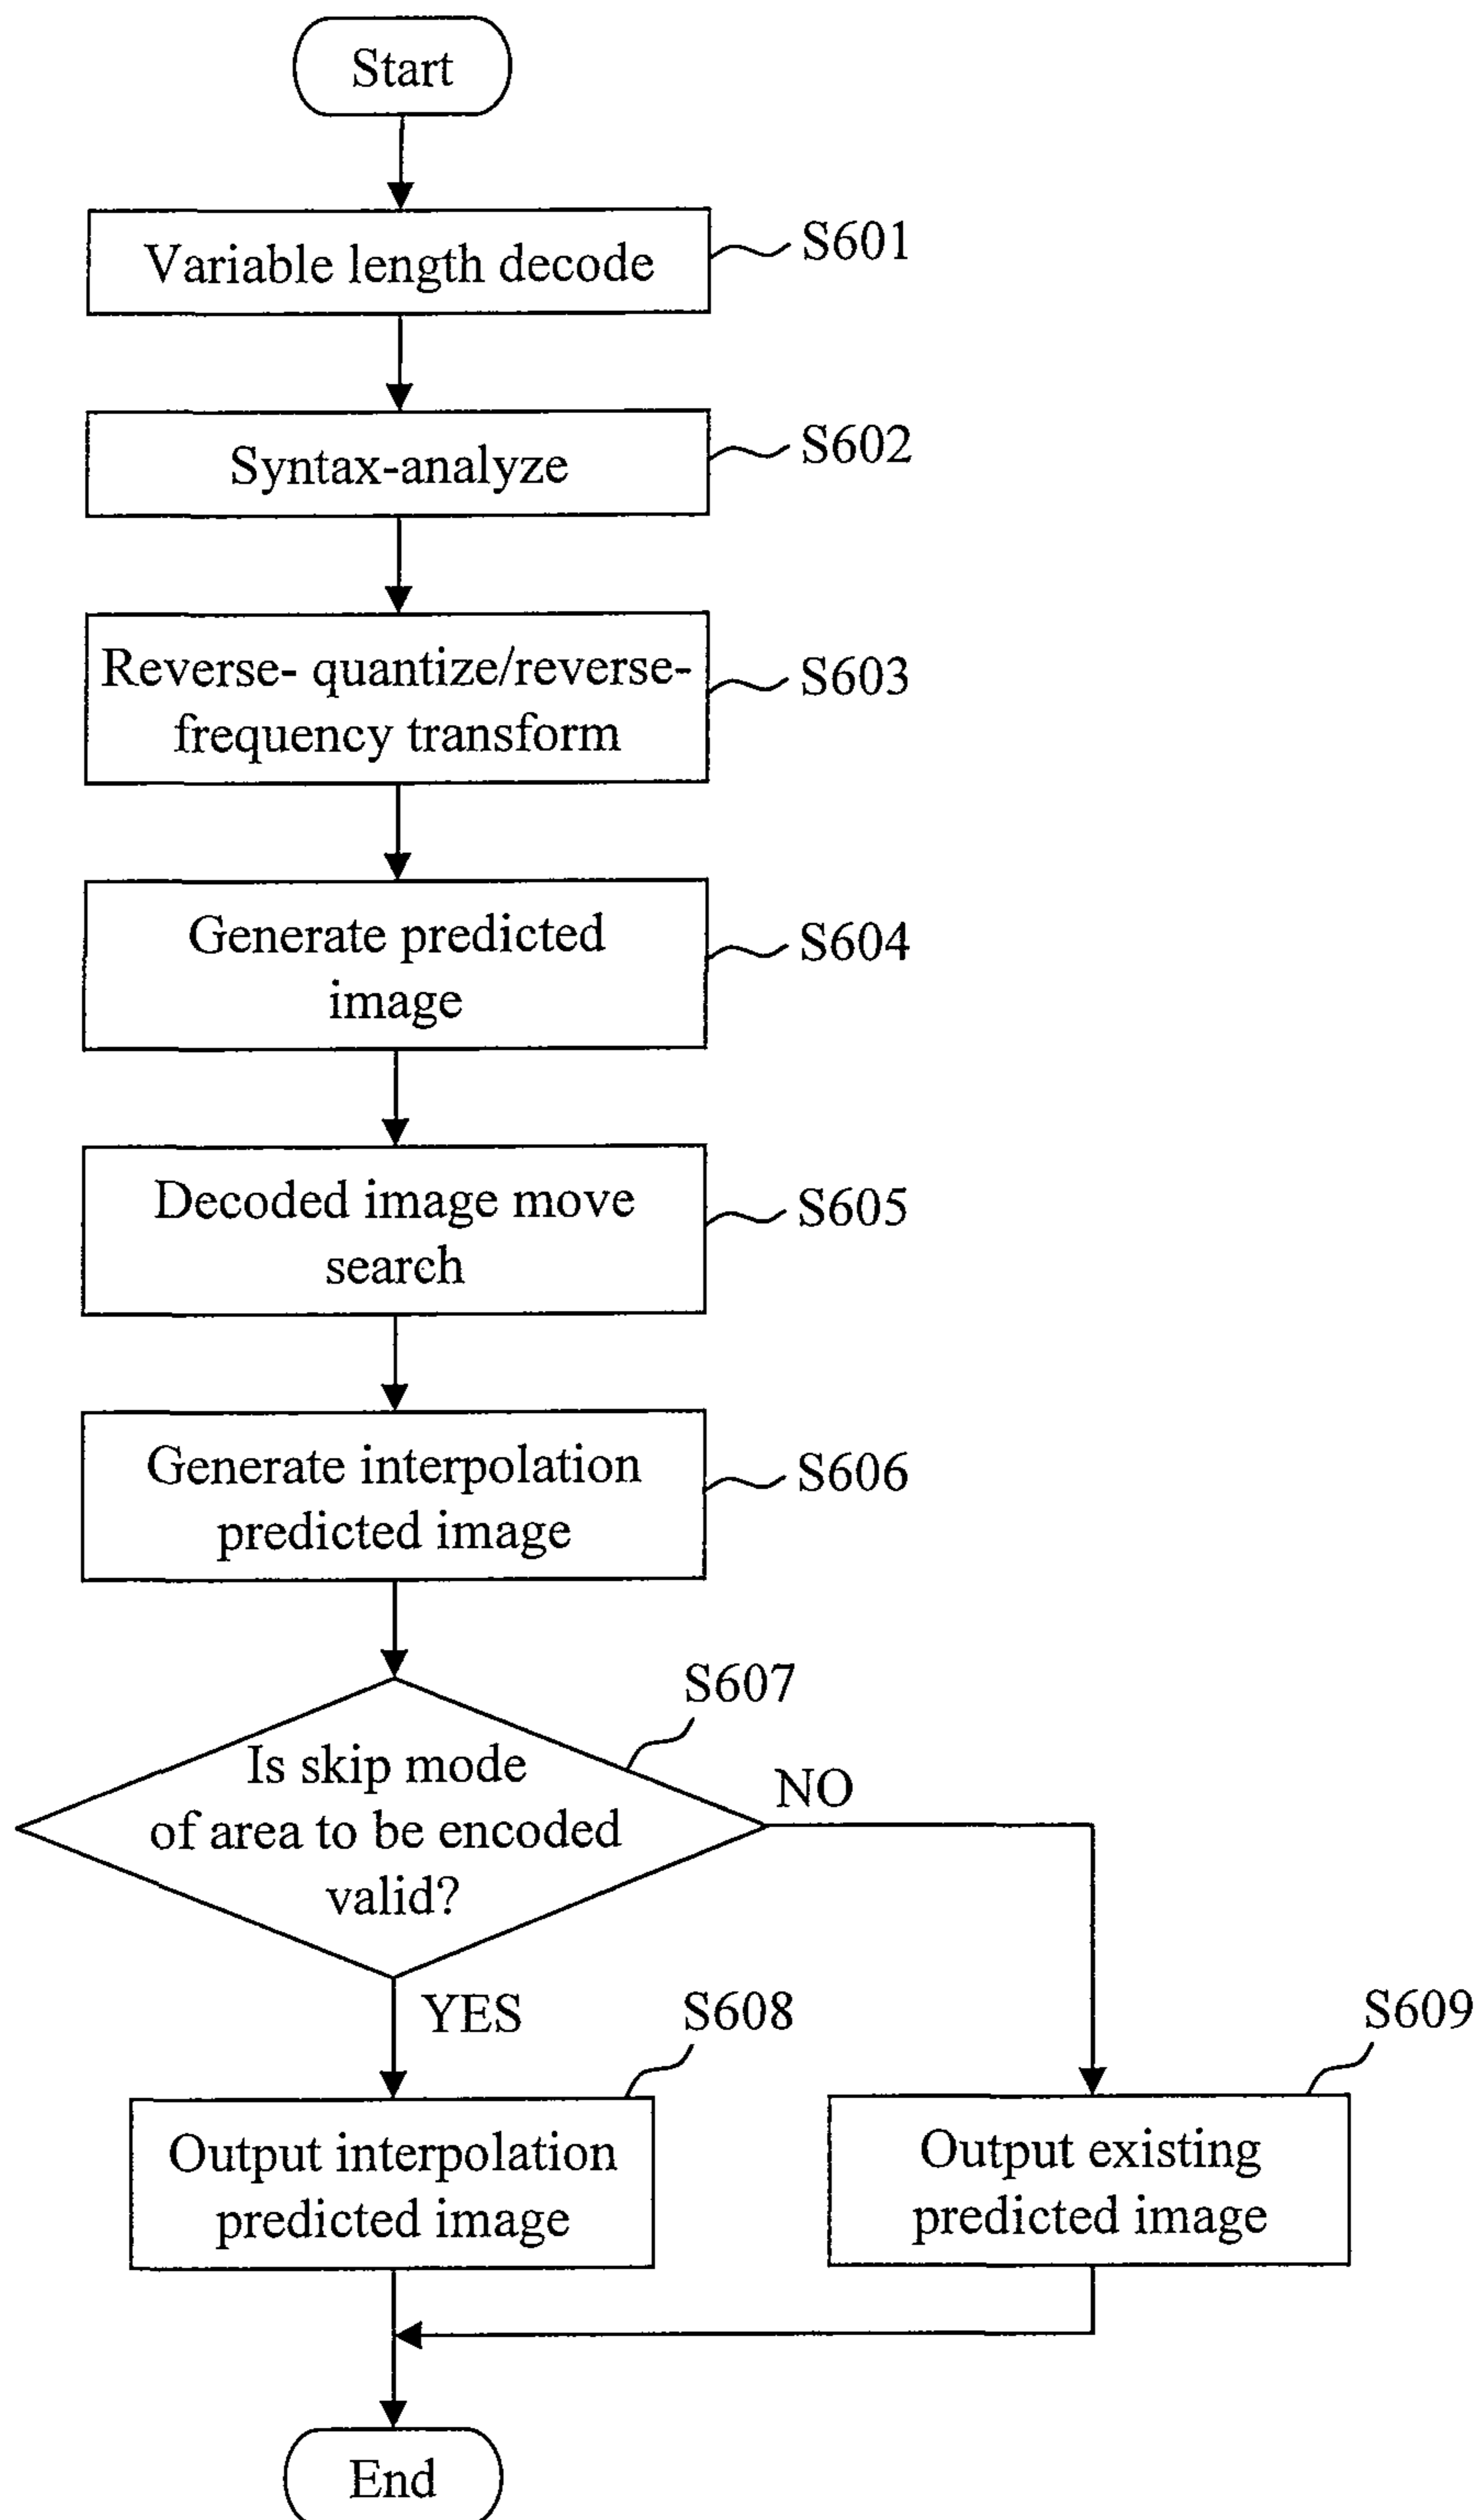 Start
Variable length decode
S601
Syntax-analyze
S602
Reverse- quantize/reverse-
frequency transform
S603
Generate predicted
image
S604
Decoded image move
search
S605
Generate interpolation
predicted image
S606
S607
Is skip mode
of area to be encoded
valid?
NO
YES
S608
Output interpolation
predicted image
S609
Output existing
predicted image
End